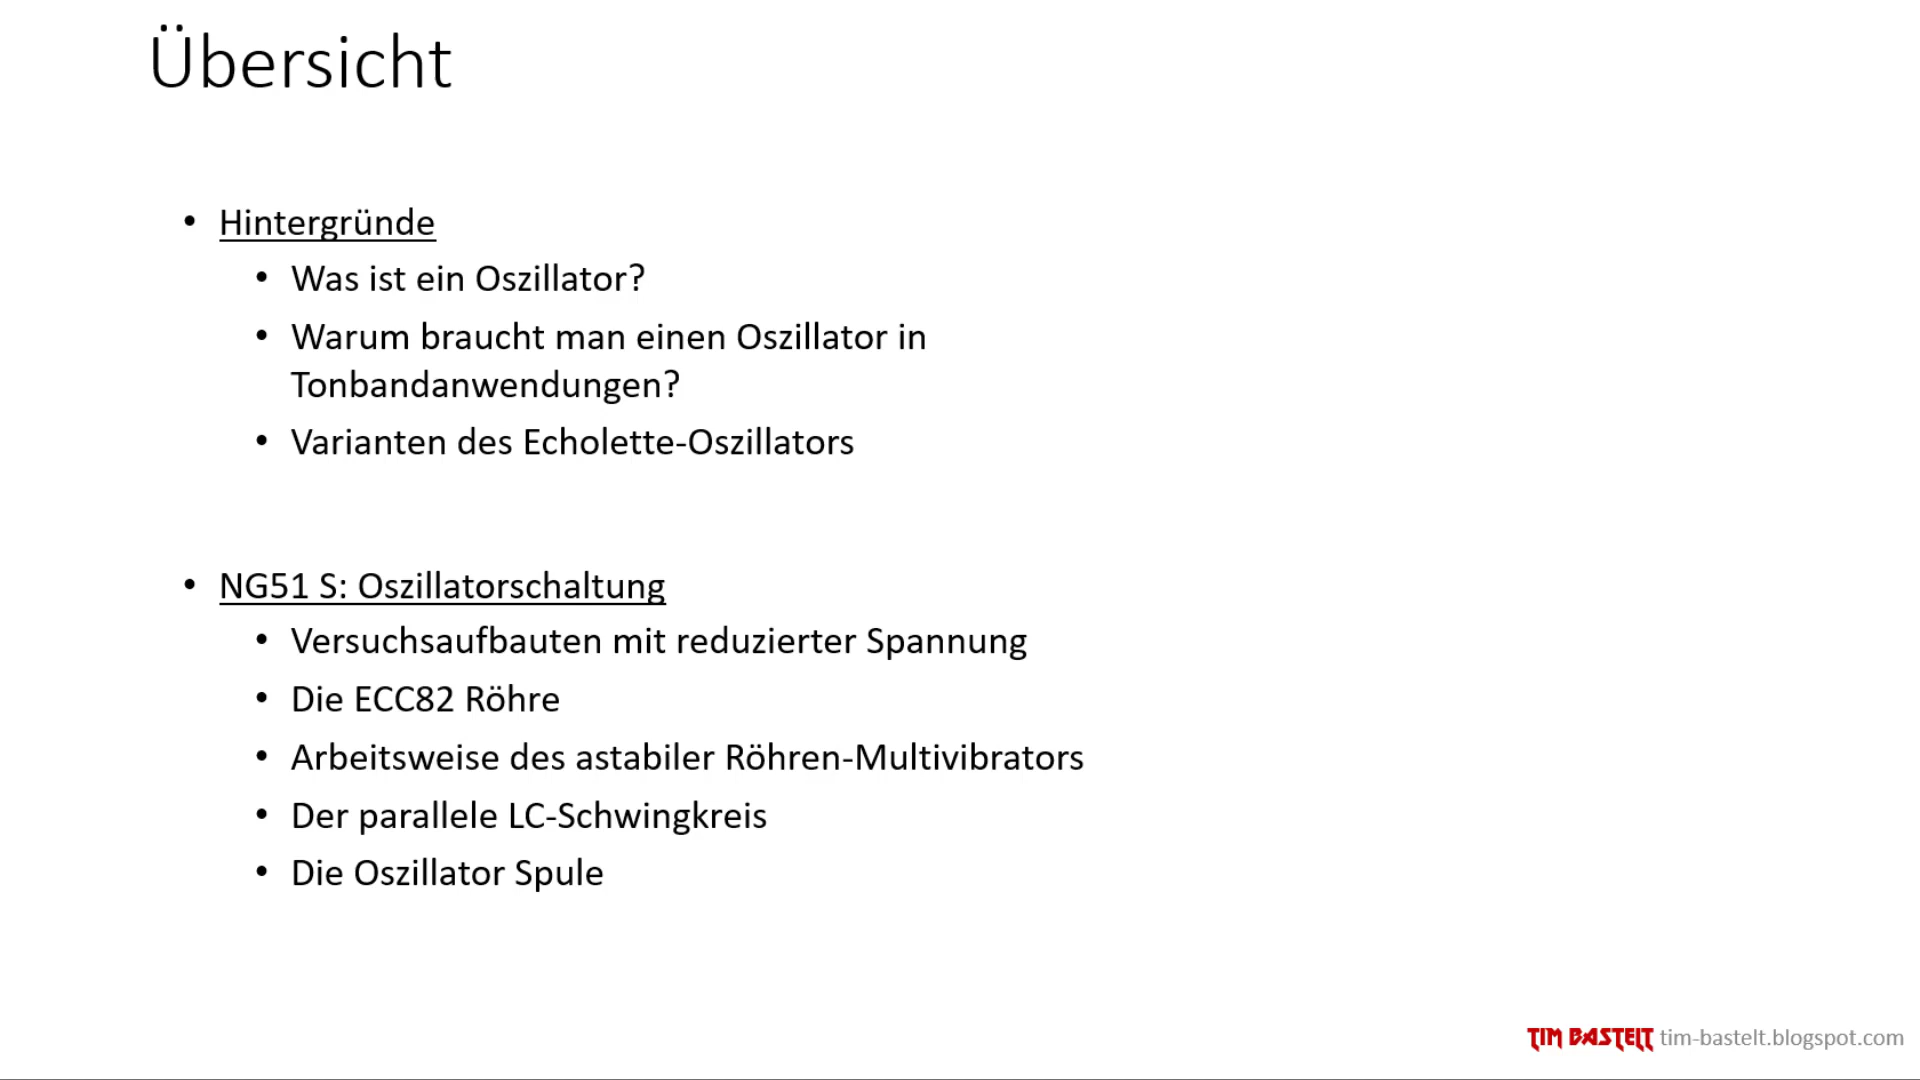 Übersicht
• Hintergründe
• Was ist ein Oszillator?
• Warum braucht man einen Oszillator in
Tonbandanwendungen?
• Varianten des Echolette-Oszillators
• NG51 S: Oszillatorschaltung
• Versuchsaufbauten mit reduzierter Spannung
• Die ECC82 Röhre
• Arbeitsweise des astabiler Röhren-Multivibrators
• Der parallele LC-Schwingkreis
• Die Oszillator Spule
TIM BASTELT tim-bastelt.blogspot.com